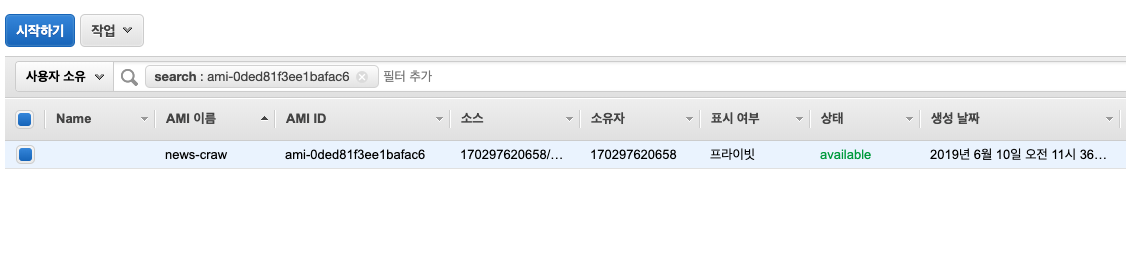 시작하기 작업
사용자 소유 search : ami-0ded81f3ee1bafac6 필터 추가
Name AMI 이름 AMI ID 소스 소유자 표시 여부 상태 생성 날짜
news-craw ami-0ded81f3ee1bafac6 170297620658/... 170297620658 프라이빗 available 2019년 6월 10일 오전 11시 36...